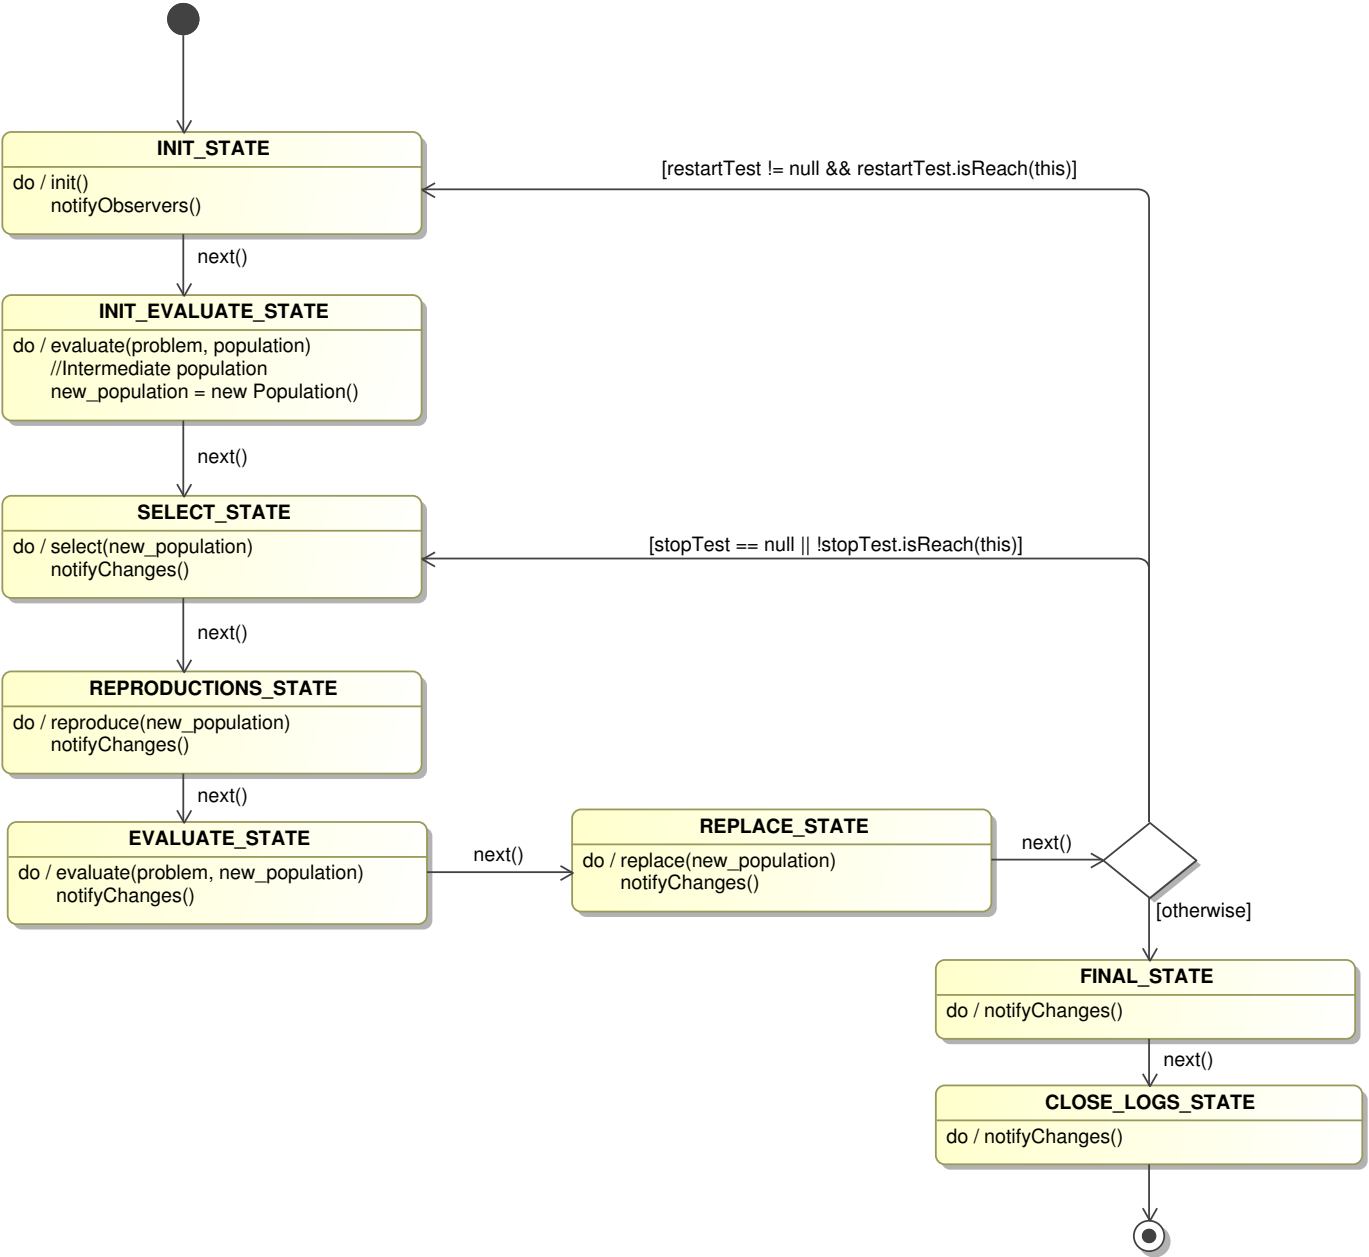 INIT_STATE
do / init()
notifyObservers()
[restartTest != null && restartTest.isReach(this)]
next()
INIT_EVALUATE_STATE
do / evaluate(problem, population)
//Intermediate population
new_population = new Population()
next()
SELECT_STATE
do / select(new_population)
notifyChanges()
[stopTest == null || !stopTest.isReach(this)]
next()
REPRODUCTIONS_STATE
do / reproduce(new_population)
notifyChanges()
next()
EVALUATE_STATE
do / evaluate(problem, new_population)
notifyChanges()
next()
REPLACE_STATE
do / replace(new_population)
notifyChanges()
next()
[otherwise]
FINAL_STATE
do / notifyChanges()
next()
CLOSE_LOGS_STATE
do / notifyChanges()